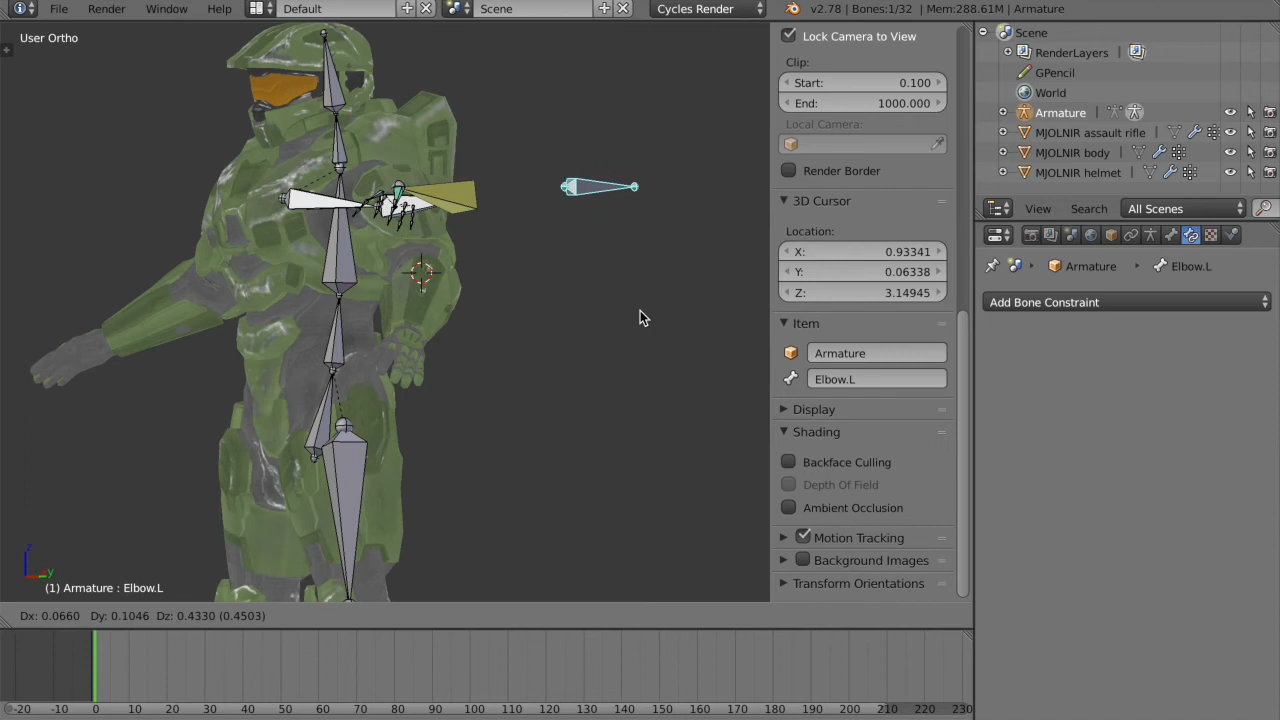 File Render Window Help Default Scene Cycles Render v2.78 | Bones:1/32 | Mem:288.61M | Armature
User Ortho
Lock Camera to View
Clip:
Start: 0.100
End: 1000.000
Local Camera:
Render Border
3D Cursor
Location:
X: 0.93341
Y: 0.06338
Z: 3.14945
Item
Armature
Elbow.L
Display
Shading
Backface Culling
Depth Of Field
Ambient Occlusion
Motion Tracking
Background Images
Transform Orientations
z
y
(1) Armature : Elbow.L
Dx: 0.0660 Dy: 0.1046 Dz: 0.4330 (0.4503)
-20 -10 0 10 20 30 40 50 60 70 80 90 100 110 120 130 140 150 160 170 180 190 200 210 220 230
Scene
RenderLayers
GPencil
World
Armature
MJOLNIR assault rifle
MJOLNIR body
MJOLNIR helmet
View Search All Scenes
Armature Elbow.L
Add Bone Constraint